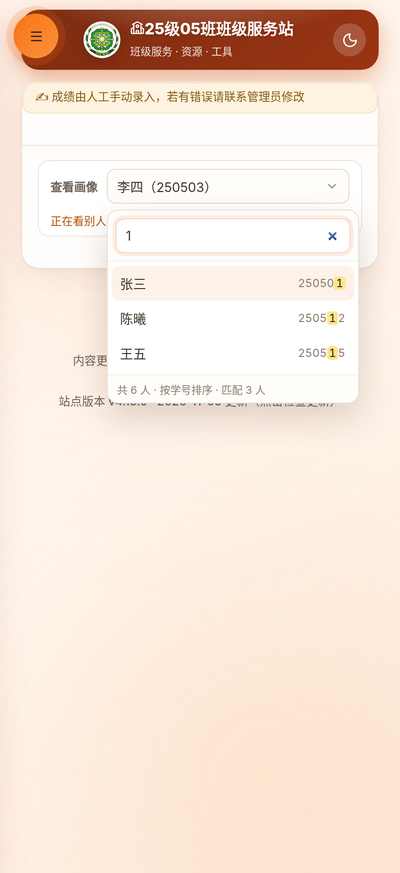 25级05班班级服务站
班级服务 · 资源 · 工具
成绩由人工手动录入，若有错误请联系管理员修改
查看画像
李四（250503）
正在看别人
1
张三 250501
陈曦 250512
王五 250515
共 6 人 · 按学号排序 · 匹配 3 人
内容更
站点版本